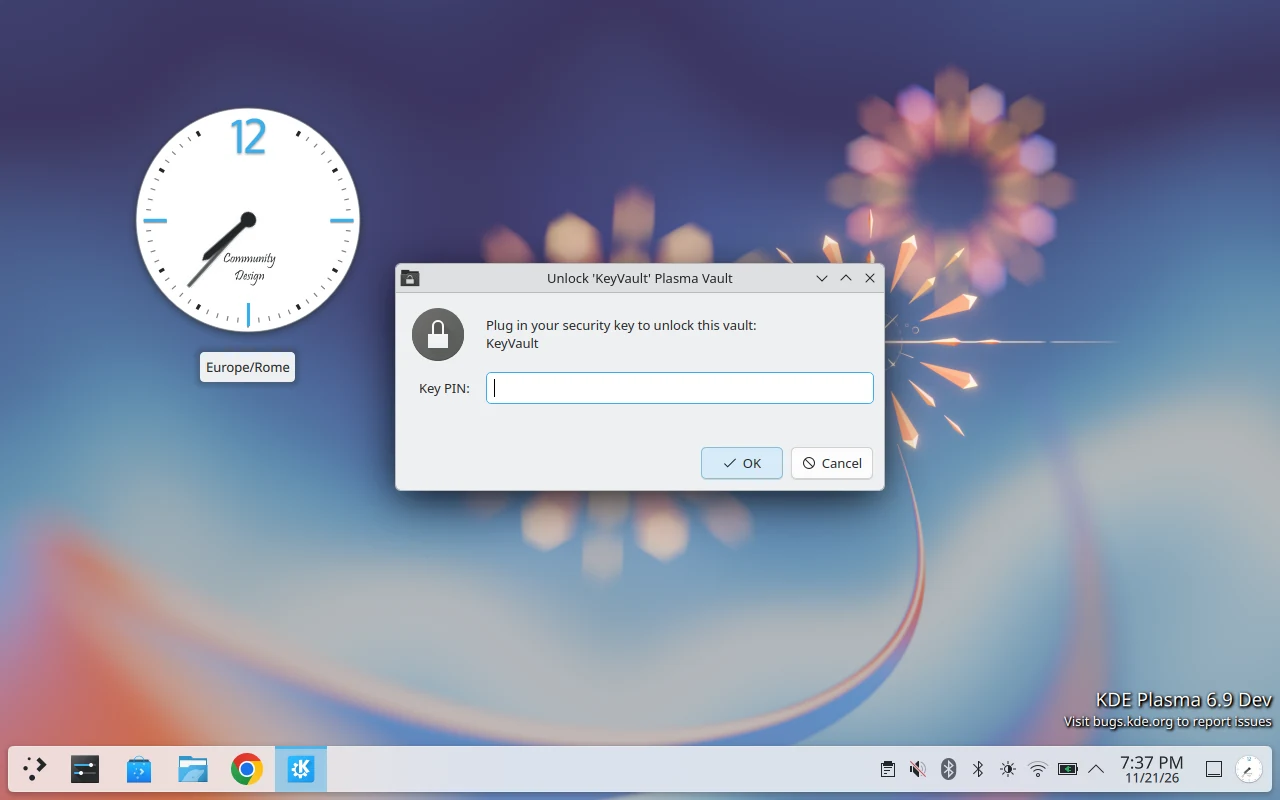 12
Community
Design
Europe/Rome
Unlock 'KeyVault' Plasma Vault
Plug in your security key to unlock this vault:
KeyVault
Key PIN:
OK
Cancel
KDE Plasma 6.9 Dev
Visit bugs.kde.org to report issues
7:37 PM
11/21/26